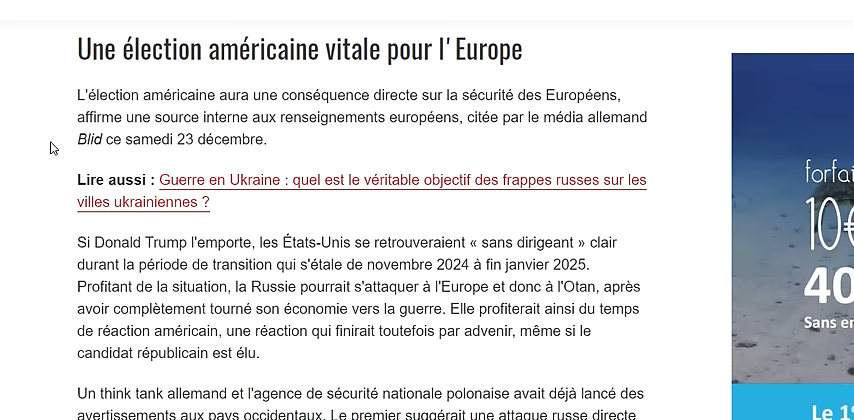 Une élection américaine vitale pour l'Europe
L'élection américaine aura une conséquence directe sur la sécurité des Européens,
affirme une source interne aux renseignements européens, citée par le média allemand
Blid ce samedi 23 décembre.
Lire aussi : Guerre en Ukraine : quel est le véritable objectif des frappes russes sur les
villes ukrainiennes ?
Si Donald Trump l'emporte, les États-Unis se retrouveraient « sans dirigeant » clair
durant la période de transition qui s'étale de novembre 2024 à fin janvier 2025.
Profitant de la situation, la Russie pourrait s'attaquer à l'Europe et donc à l'Otan, après
avoir complètement tourné son économie vers la guerre. Elle profiterait ainsi du temps
de réaction américain, une réaction qui finirait toutefois par advenir, même si le
candidat républicain est élu.
Un think tank allemand et l'agence de sécurité nationale polonaise avait déjà lancé des
avertissements aux pays occidentaux. Le premier suggérait une attaque russe directe
forfai
10€
40
Sans en
Le 1